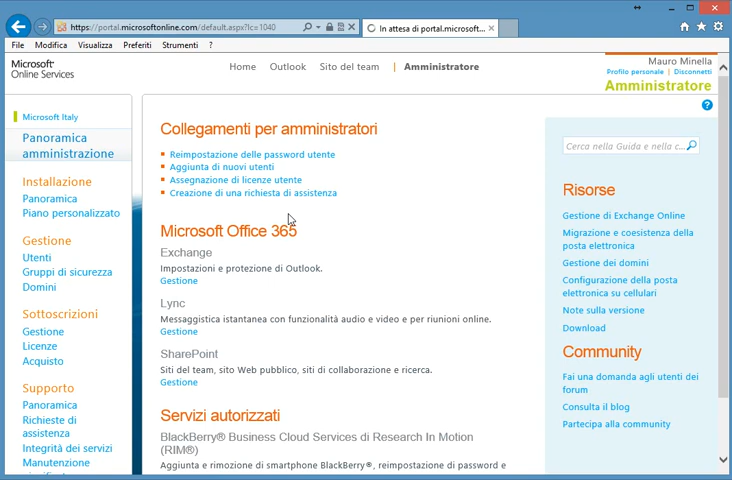 https://portal.microsoftonline.com/default.aspx?lc=1040
In attesa di portal.microsoft...
File Modifica Visualizza Preferiti Strumenti ?
Microsoft
Online Services
Home Outlook Sito del team | Amministratore
Mauro Minella
Profilo personale | Disconnetti
Amministratore
Microsoft Italy
Panoramica
amministrazione
Installazione
Panoramica
Piano personalizzato
Gestione
Utenti
Gruppi di sicurezza
Domini
Sottoscrizioni
Gestione
Licenze
Acquisto
Supporto
Panoramica
Richieste di
assistenza
Integrità dei servizi
Manutenzione
Collegamenti per amministratori
Reimpostazione delle password utente
Aggiunta di nuovi utenti
Assegnazione di licenze utente
Creazione di una richiesta di assistenza
Microsoft Office 365
Exchange
Impostazioni e protezione di Outlook.
Gestione
Lync
Messaggistica istantanea con funzionalità audio e video e per riunioni online.
Gestione
SharePoint
Siti del team, sito Web pubblico, siti di collaborazione e ricerca.
Gestione
Servizi autorizzati
BlackBerry® Business Cloud Services di Research In Motion
(RIM®)
Aggiunta e rimozione di smartphone BlackBerry®, reimpostazione di password e
?
Cerca nella Guida e nella c...
Risorse
Gestione di Exchange Online
Migrazione e coesistenza della
posta elettronica
Gestione dei domini
Configurazione della posta
elettronica su cellulari
Note sulla versione
Download
Community
Fai una domanda agli utenti dei
forum
Consulta il blog
Partecipa alla community